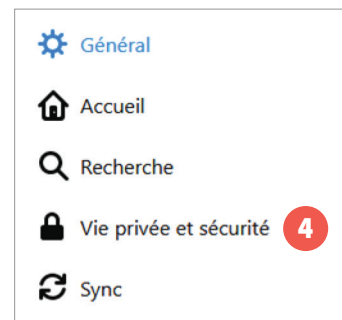 Général
Accueil
Recherche
Vie privée et sécurité 4
Sync